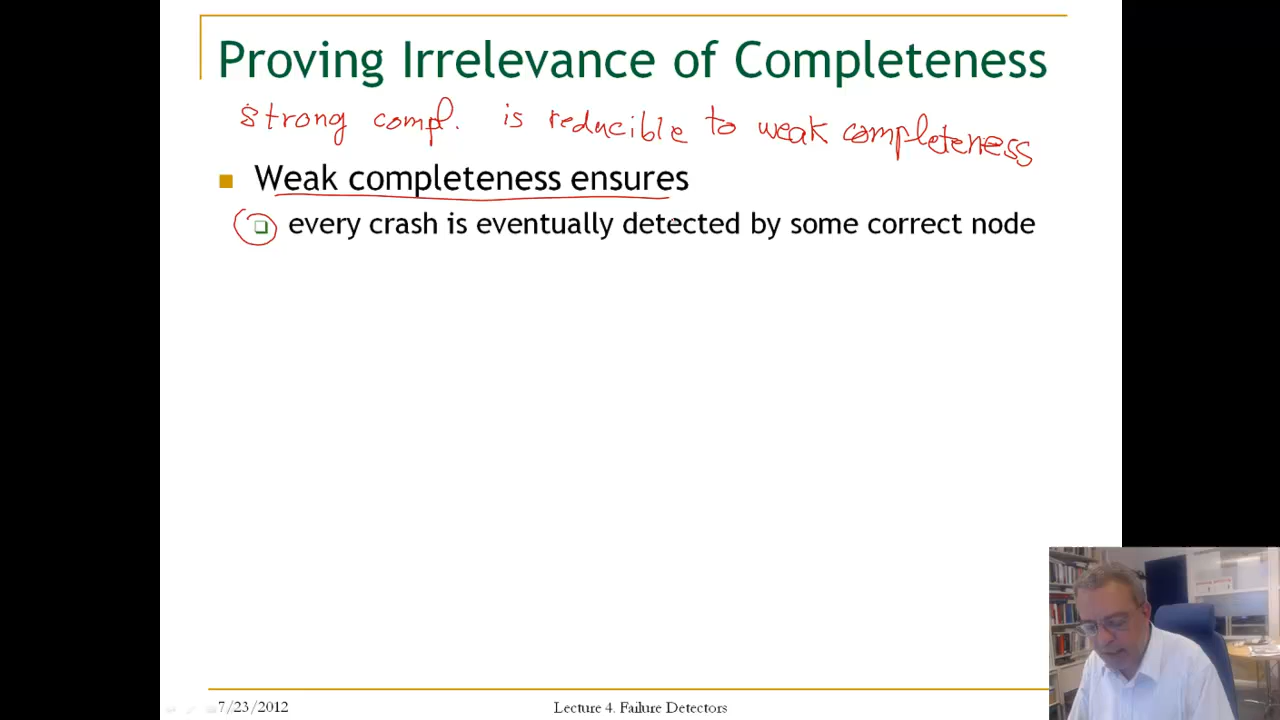 Proving Irrelevance of Completeness
strong compl. is reducible to weak completeness
Weak completeness ensures
every crash is eventually detected by some correct node
7/23/2012
Lecture 4. Failure Detectors